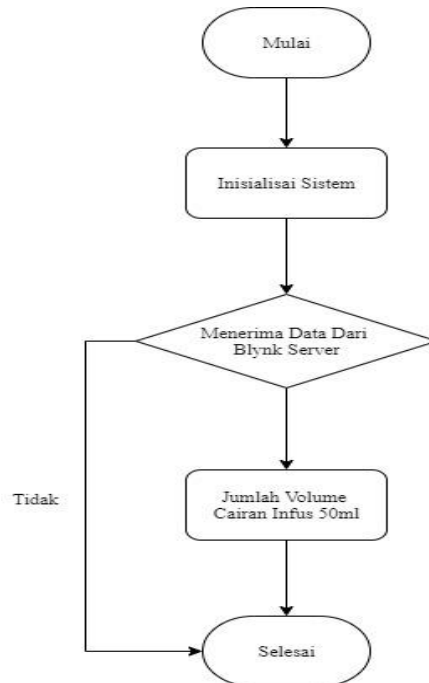 Mulai
Inisialisai Sistem
Menerima Data Dari
Blynk Server
Tidak
Jumlah Volume
Cairan Infus 50ml
Selesai